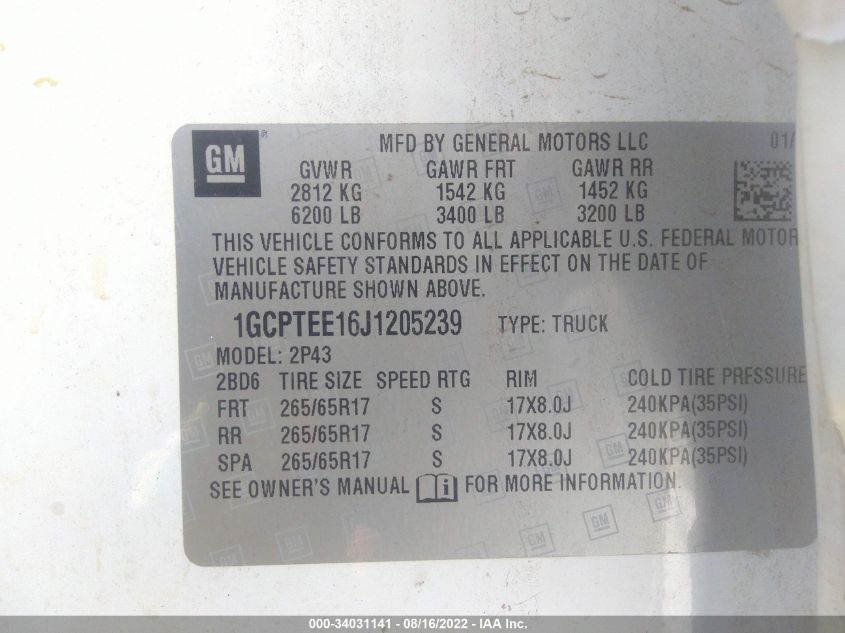 GM
MFD BY GENERAL MOTORS LLC 01/
GVWR GAWR FRT GAWR RR
2812 KG 1542 KG 1452 KG
6200 LB 3400 LB 3200 LB
THIS VEHICLE CONFORMS TO ALL APPLICABLE U.S. FEDERAL MOTOR
VEHICLE SAFETY STANDARDS IN EFFECT ON THE DATE OF
MANUFACTURE SHOWN ABOVE.
1GCPTEE16J1205239 TYPE: TRUCK
MODEL: 2P43
2BD6 TIRE SIZE SPEED RTG RIM COLD TIRE PRESSURE
FRT 265/65R17 S 17X8.0J 240KPA(35PSI)
RR 265/65R17 S 17X8.0J 240KPA(35PSI)
SPA 265/65R17 S 17X8.0J 240KPA(35PSI)
SEE OWNER'S MANUAL i FOR MORE INFORMATION.
000-34031141 - 08/16/2022 - IAA Inc.